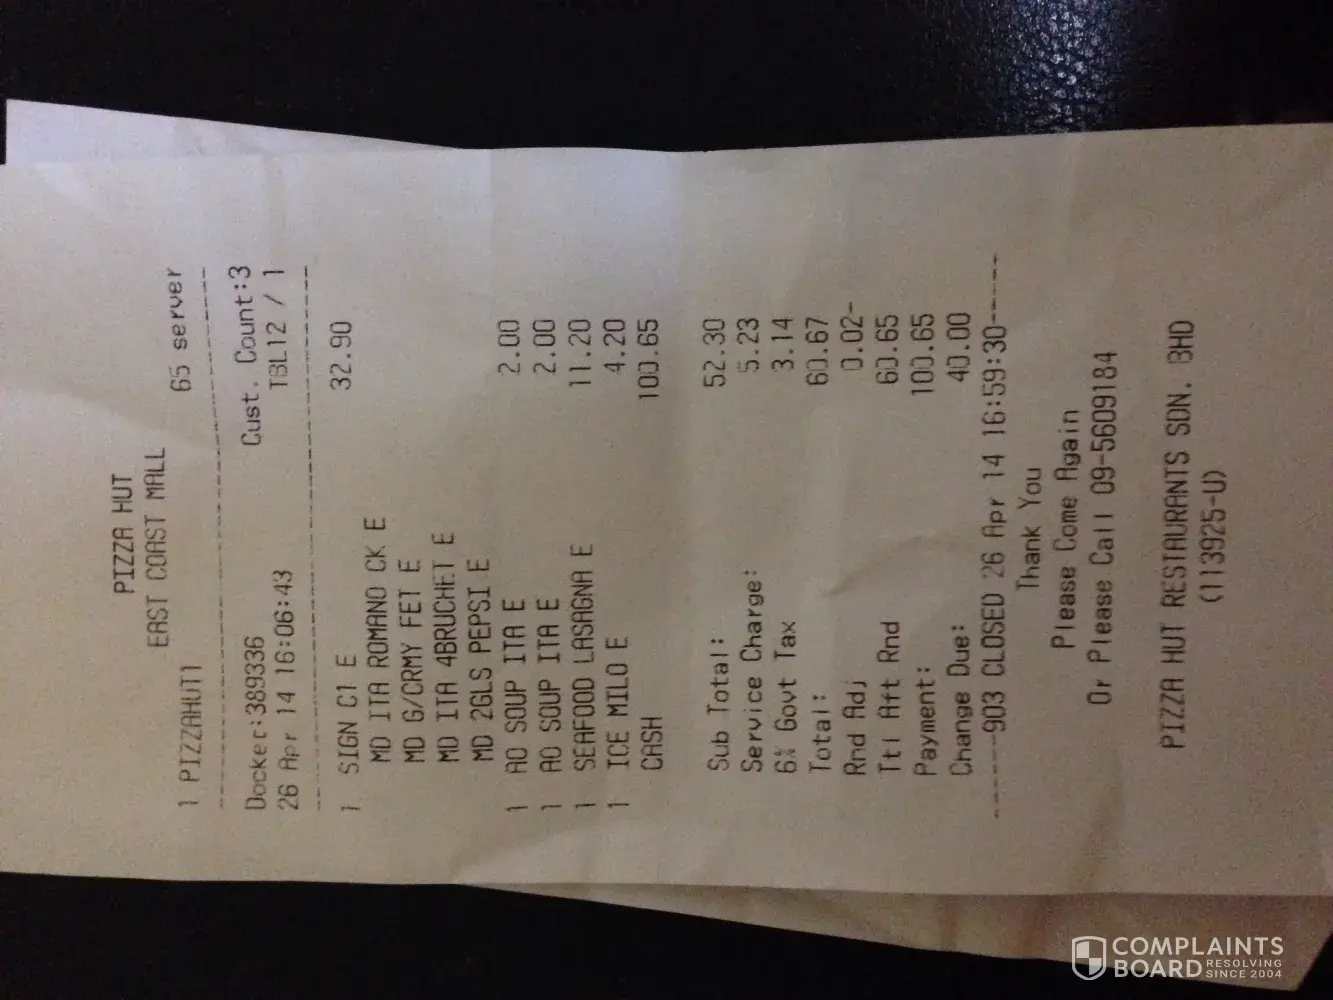 PIZZA HUT
EAST COAST MALL
1 PIZZAHUT1 65 server
Docket:389336 Cust. Count:3
26 Apr 14 16:06:43 TBL12 / 1
1 SIGN C1 E 32.90
MD ITA ROMANO CK E
MD G/CRMY FET E
MD ITA 4BRUCHET E
MD 2GLS PEPSI E
1 AO SOUP ITA E 2.00
1 AO SOUP ITA E 2.00
1 SEAFOOD LASAGNA E 11.20
1 ICE MILO E 4.20
CASH 100.65
Sub Total: 52.30
Service Charge: 5.23
6% Govt Tax 3.14
Total: 60.67
Rnd Adj 0.02-
Ttl Aft Rnd 60.65
Payment: 100.65
Change Due: 40.00
-----903 CLOSED 26 Apr 14 16:59:30-----
Thank You
Please Come Again
Or Please Call 09-5609184
PIZZA HUT RESTAURANTS SDN. BHD
(113925-U)
COMPLAINTS
BOARD RESOLVING
SINCE 2004